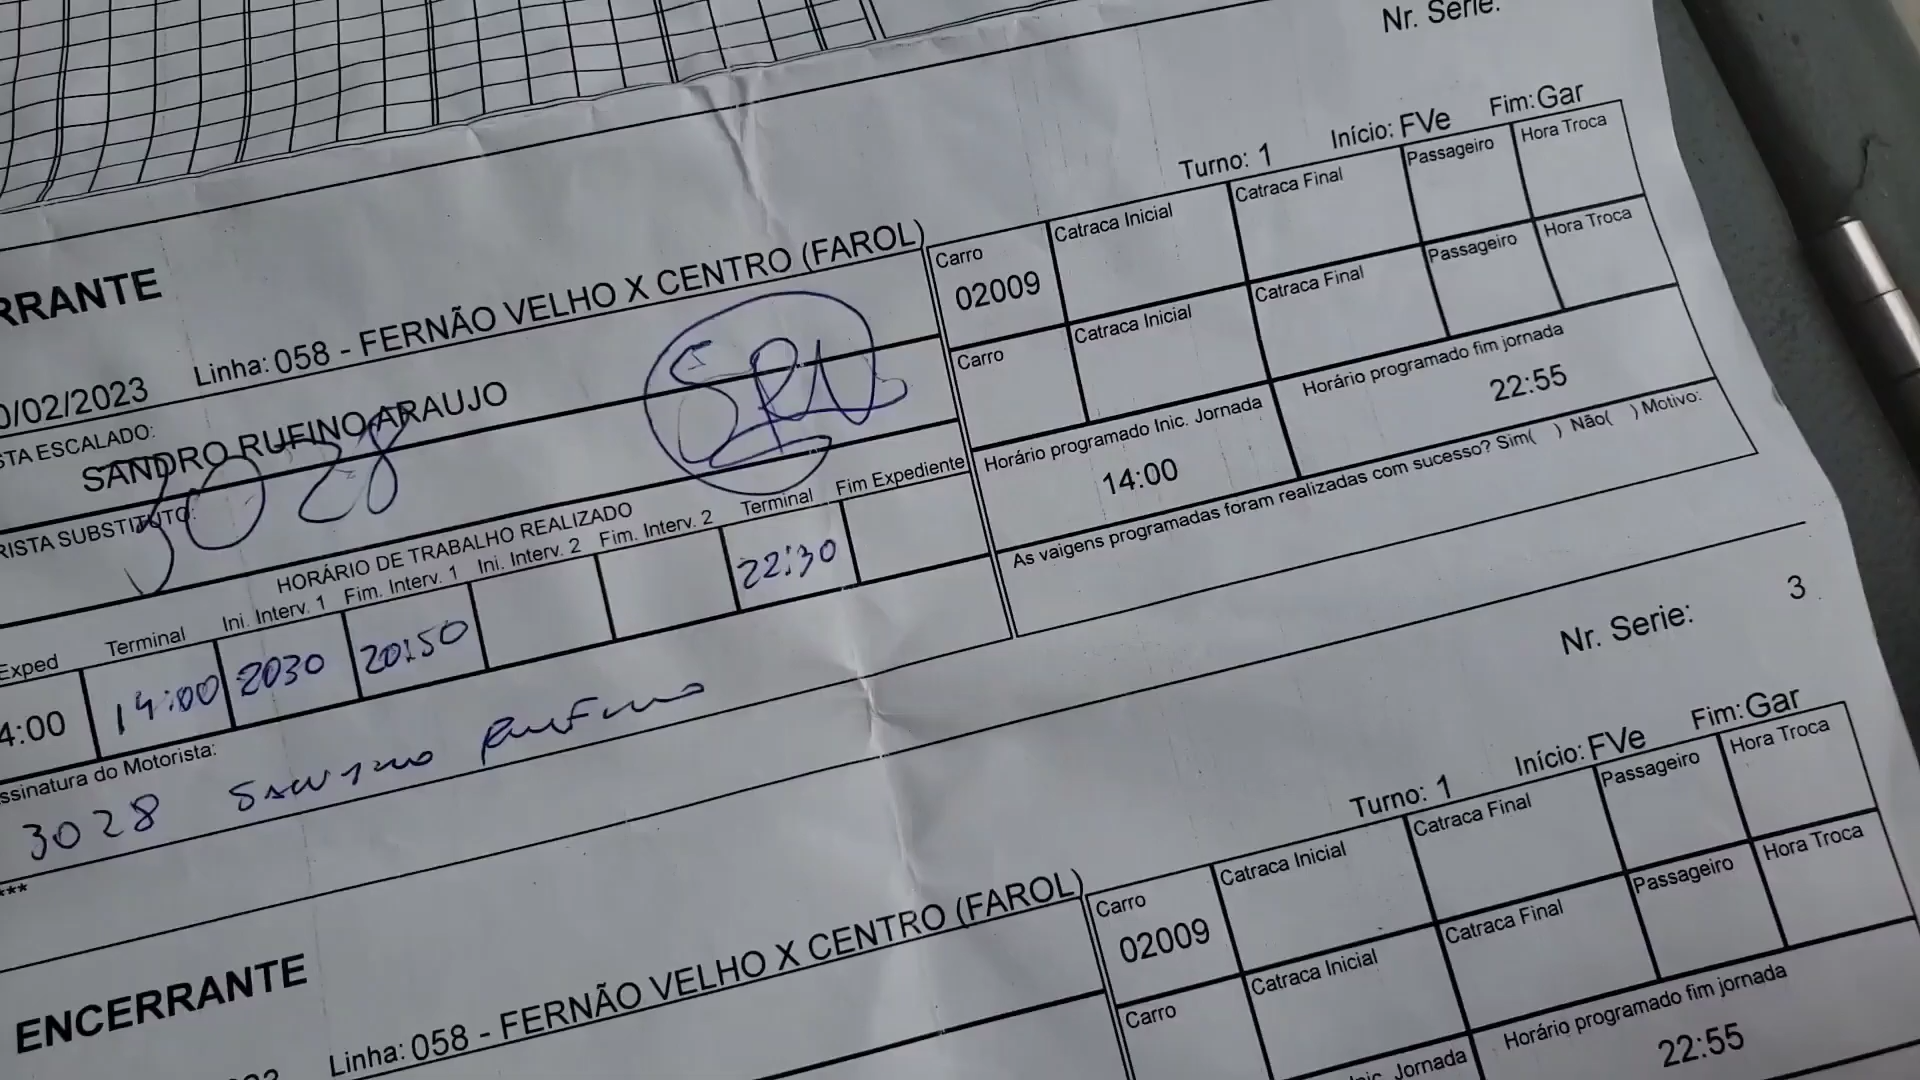 Nr. Serie:
Turno: 1 Início: FVe Fim: Gar
RRANTE
Linha: 058 - FERNÃO VELHO X CENTRO (FAROL)
Carro Catraca Inicial Catraca Final Passageiro Hora Troca
02009
Carro Catraca Inicial Catraca Final Passageiro Hora Troca
0/02/2023
STA ESCALADO:
SANDRO RUFINO ARAUJO
3028
RISTA SUBSTITUTO:
Horário programado Inic. Jornada Horário programado fim jornada
14:00 22:55
As vaigens programadas foram realizadas com sucesso? Sim( ) Não( ) Motivo:
HORÁRIO DE TRABALHO REALIZADO
Exped Terminal Ini. Interv. 1 Fim. Interv. 1 Ini. Interv. 2 Fim. Interv. 2 Terminal Fim Expediente
4:00 14:00 2030 20:50 22:30
ssinatura do Motorista:
3028 SANDRO RUFINO
***
Nr. Serie: 3
Turno: 1 Início: FVe Fim: Gar
ENCERRANTE
Linha: 058 - FERNÃO VELHO X CENTRO (FAROL)
Carro Catraca Inicial Catraca Final Passageiro Hora Troca
02009
Carro Catraca Inicial Catraca Final Passageiro Hora Troca
Jornada Horário programado fim jornada
22:55